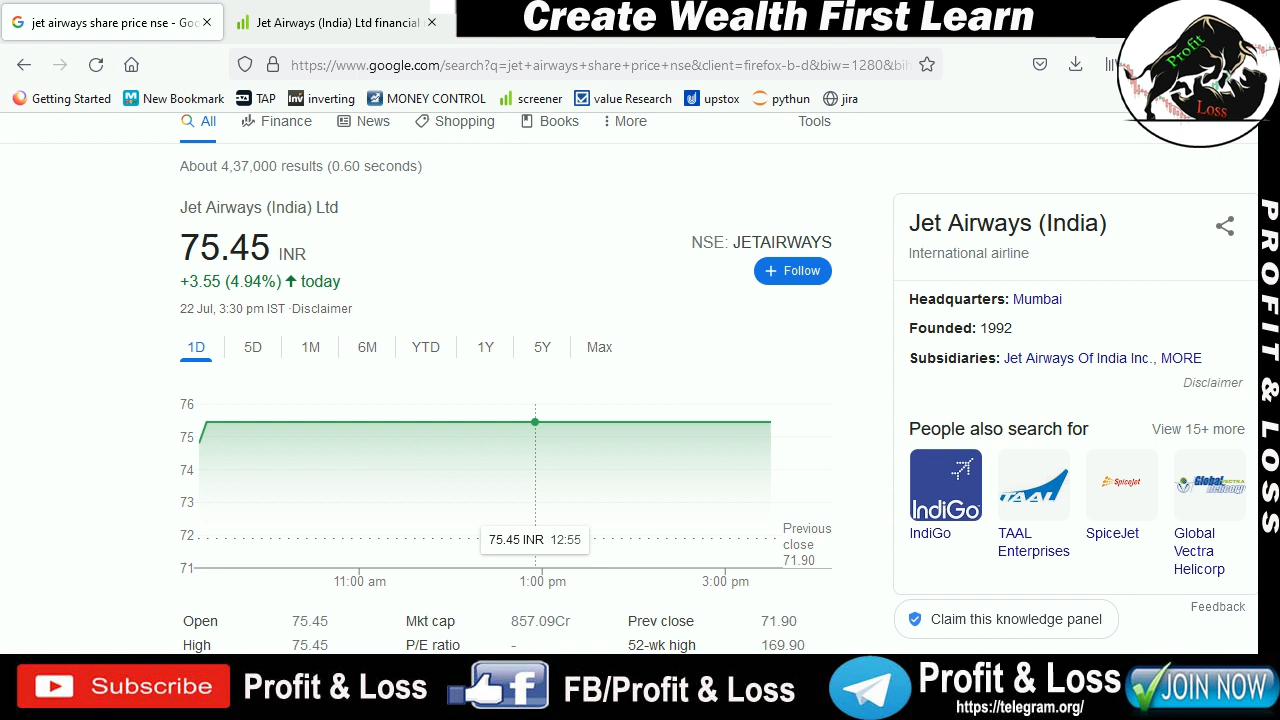 jet airways share price nse - Goo
Jet Airways (India) Ltd financial
Create Wealth First Learn
https://www.google.com/search?q=jet+airways+share+price+nse&client=firefox-b-d&biw=1280&bih
Getting Started
New Bookmark
TAP
inverting
MONEYCONTROL
screener
value Research
upstox
pythun
jira
Profit
Loss
All
Finance
News
Shopping
Books
More
Tools
About 4,37,000 results (0.60 seconds)
Jet Airways (India) Ltd
75.45 INR
+3.55 (4.94%) today
22 Jul, 3:30 pm IST ·Disclaimer
NSE: JETAIRWAYS
+ Follow
1D
5D
1M
6M
YTD
1Y
5Y
Max
76
75
74
73
72
71
75.45 INR 12:55
Previous
close
71.90
11:00 am
1:00 pm
3:00 pm
Open 75.45 Mkt cap 857.09Cr Prev close 71.90
High 75.45 P/E ratio - 52-wk high 169.90
Jet Airways (India)
International airline
Headquarters: Mumbai
Founded: 1992
Subsidiaries: Jet Airways Of India Inc., MORE
Disclaimer
People also search for
View 15+ more
IndiGo
TAAL
SpiceJet
Global VECTRA
Helicorp
IndiGo
TAAL
Enterprises
SpiceJet
Global
Vectra
Helicorp
Feedback
Claim this knowledge panel
PROFIT & LOSS
Subscribe
Profit & Loss
f
FB/Profit & Loss
Profit & Loss
https://telegram.org/
JOIN NOW